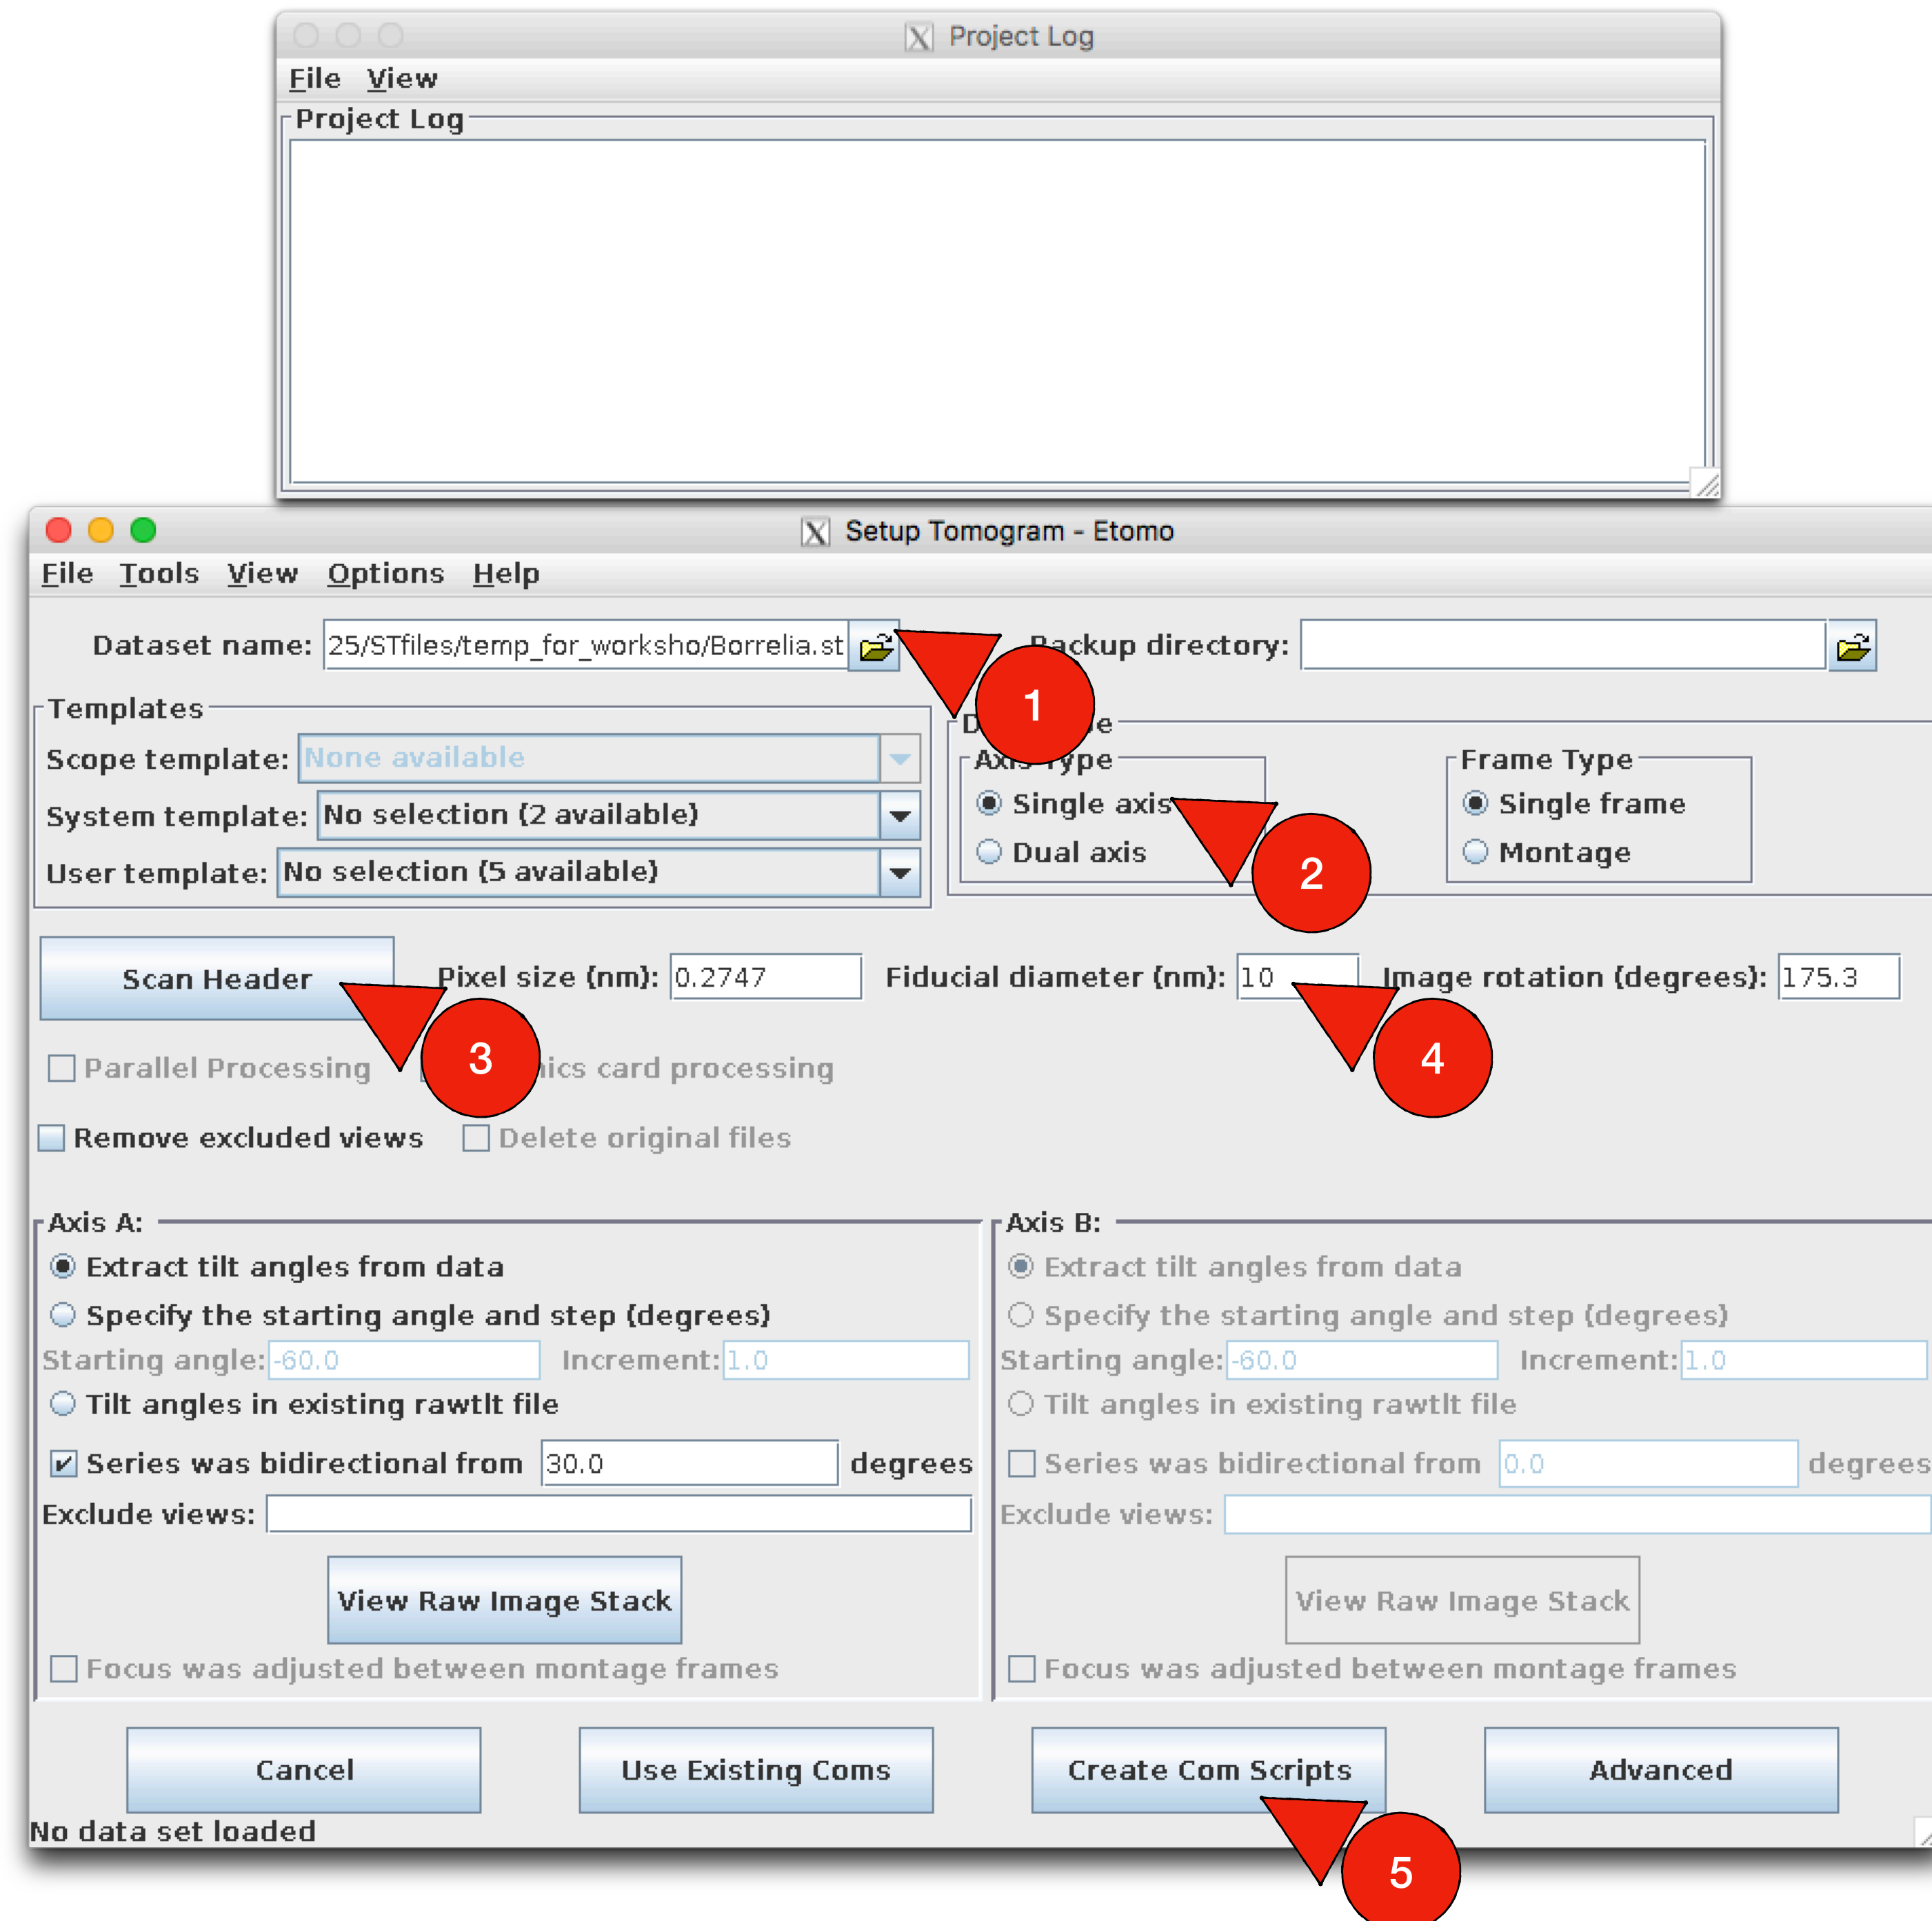 Project Log
File View
Project Log
Setup Tomogram - Etomo
File Tools View Options Help
Dataset name: 25/STfiles/temp_for_worksho/Borrelia.st
Backup directory:
1
Templates
Scope template: None available
System template: No selection (2 available)
User template: No selection (5 available)
Axis Type
Single axis
Dual axis
2
Frame Type
Single frame
Montage
Scan Header
Pixel size (nm): 0.2747
Fiducial diameter (nm): 10
Image rotation (degrees): 175.3
3
4
Parallel Processing
card processing
Remove excluded views
Delete original files
Axis A:
Extract tilt angles from data
Specify the starting angle and step (degrees)
Starting angle: -60.0 Increment: 1.0
Tilt angles in existing rawtlt file
Series was bidirectional from 30.0 degrees
Exclude views:
View Raw Image Stack
Focus was adjusted between montage frames
Axis B:
Extract tilt angles from data
Specify the starting angle and step (degrees)
Starting angle: -60.0 Increment: 1.0
Tilt angles in existing rawtlt file
Series was bidirectional from 0.0 degrees
Exclude views:
View Raw Image Stack
Focus was adjusted between montage frames
Cancel
Use Existing Coms
Create Com Scripts
Advanced
No data set loaded
5